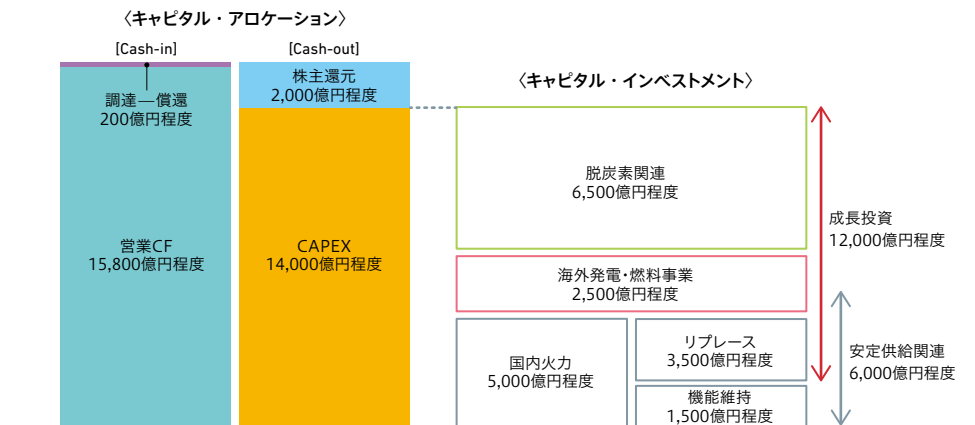 〈キャピタル・アロケーション〉
[Cash-in]
[Cash-out]
調達―償還
200億円程度
営業CF
15,800億円程度
株主還元
2,000億円程度
CAPEX
14,000億円程度
〈キャピタル・インベストメント〉
脱炭素関連
6,500億円程度
海外発電・燃料事業
2,500億円程度
国内火力
5,000億円程度
リプレース
3,500億円程度
機能維持
1,500億円程度
成長投資
12,000億円程度
安定供給関連
6,000億円程度